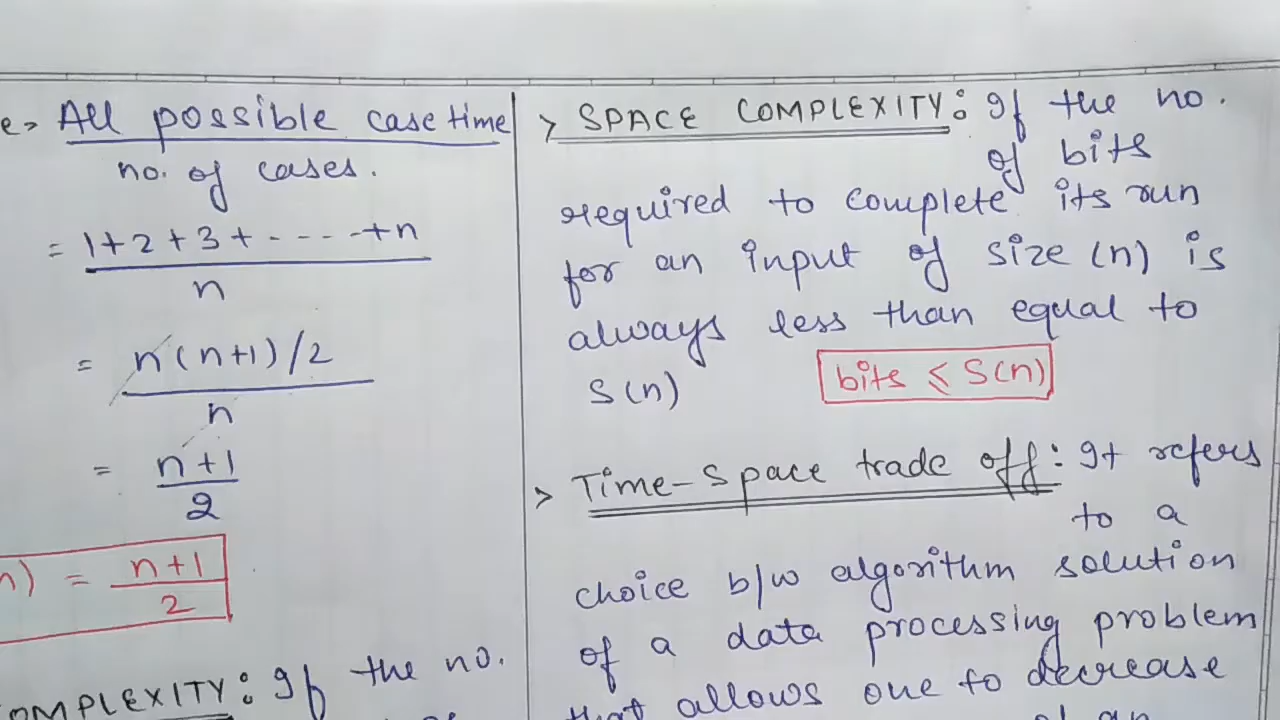 e> All possible case time
no. of cases.
= 1+2+3+-----+n
n
= n(n+1)/2
n
= n+1
2
n) = n+1
2
OMPLEXITY: If the no.
> SPACE COMPLEXITY: If the no.
of bits
required to complete its run
for an input of size (n) is
always less than equal to
S(n) bits ≤ S(n)
> Time-Space trade off: It refers
to a
choice b/w algorithm solution
of a data processing problem
that allows one to decrease
an